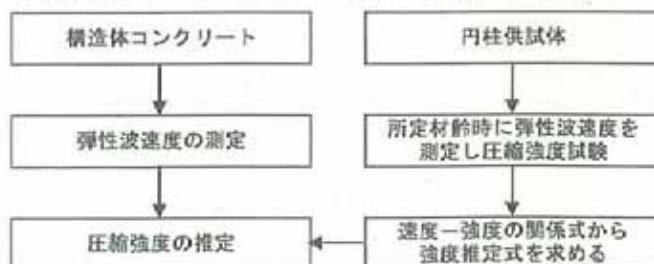 構造体コンクリート
円柱供試体
弾性波速度の測定
所定材齢時に弾性波速度を
測定し圧縮強度試験
圧縮強度の推定
速度－強度の関係式から
強度推定式を求める